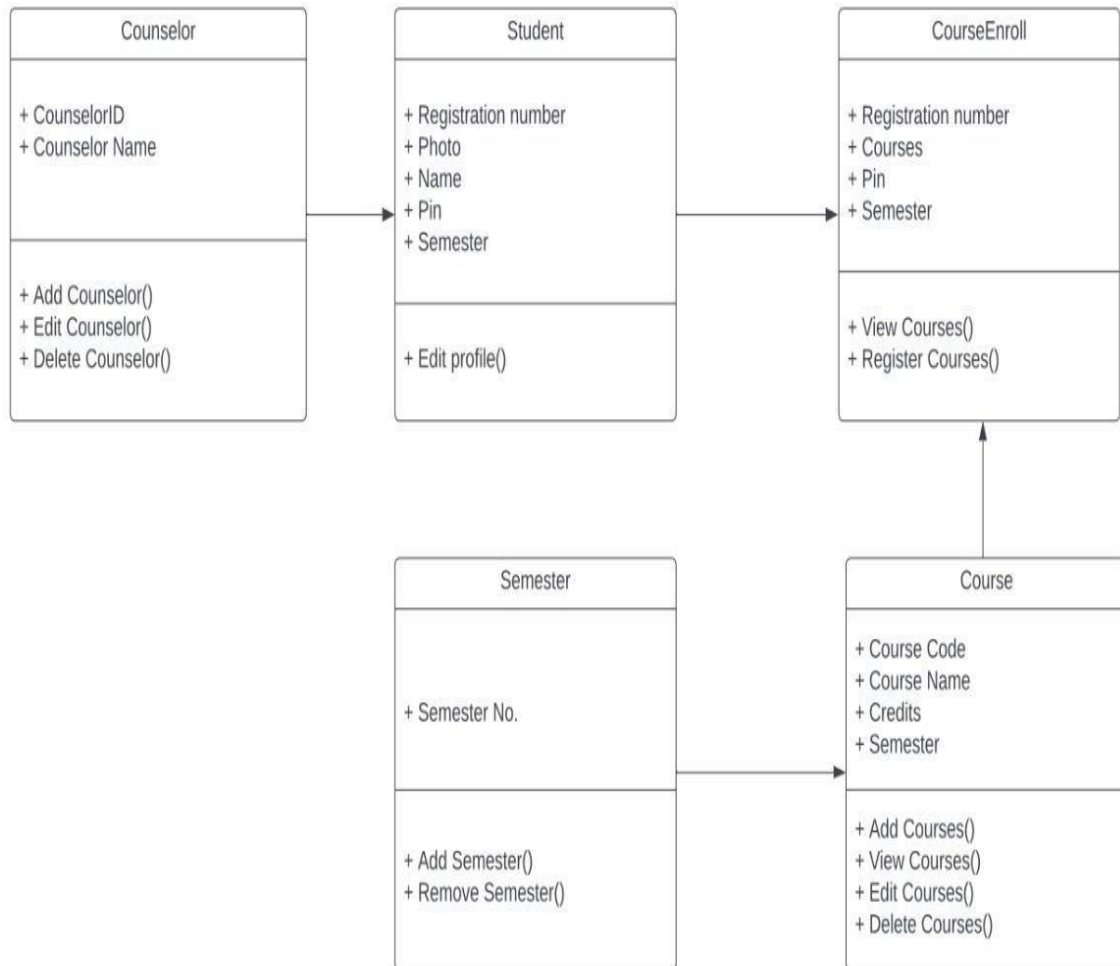 Counselor
+ CounselorID
+ Counselor Name
+ Add Counselor()
+ Edit Counselor()
+ Delete Counselor()
Student
+ Registration number
+ Photo
+ Name
+ Pin
+ Semester
+ Edit profile()
CourseEnroll
+ Registration number
+ Courses
+ Pin
+ Semester
+ View Courses()
+ Register Courses()
Semester
+ Semester No.
+ Add Semester()
+ Remove Semester()
Course
+ Course Code
+ Course Name
+ Credits
+ Semester
+ Add Courses()
+ View Courses()
+ Edit Courses()
+ Delete Courses()